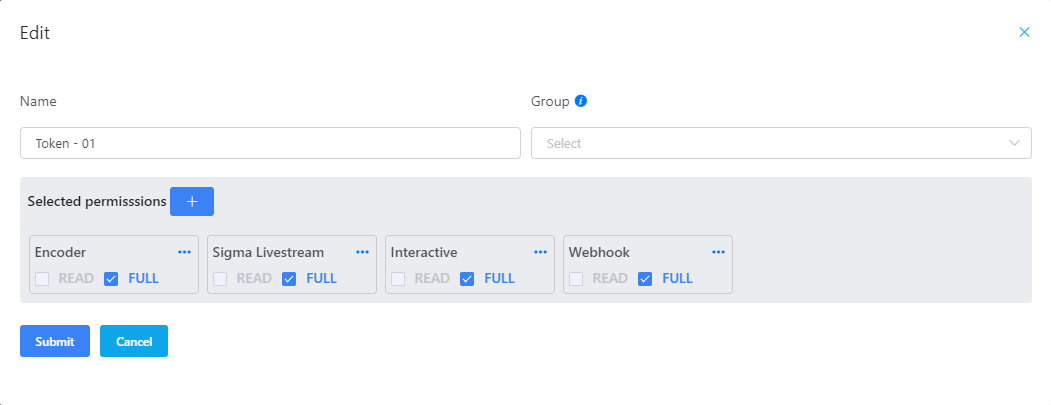 Edit
Name
Group
Token - 01
Select
Selected permisssions
Encoder
READ FULL
Sigma Livestream
READ FULL
Interactive
READ FULL
Webhook
READ FULL
Submit
Cancel